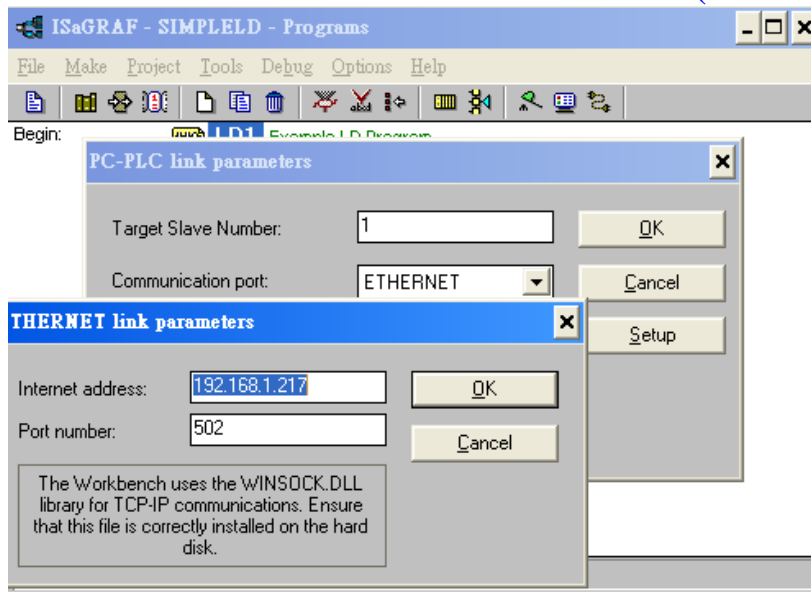 ISaGRAF - SIMPLELD - Programs
File Make Project Tools Debug Options Help
Begin: LD1 Example LD Program
PC-PLC link parameters
Target Slave Number: 1 OK
Communication port: ETHERNET Cancel
THERNET link parameters
Setup
Internet address: 192.168.1.217 OK
Port number: 502 Cancel
The Workbench uses the WINSOCK.DLL
library for TCP-IP communications. Ensure
that this file is correctly installed on the hard
disk.